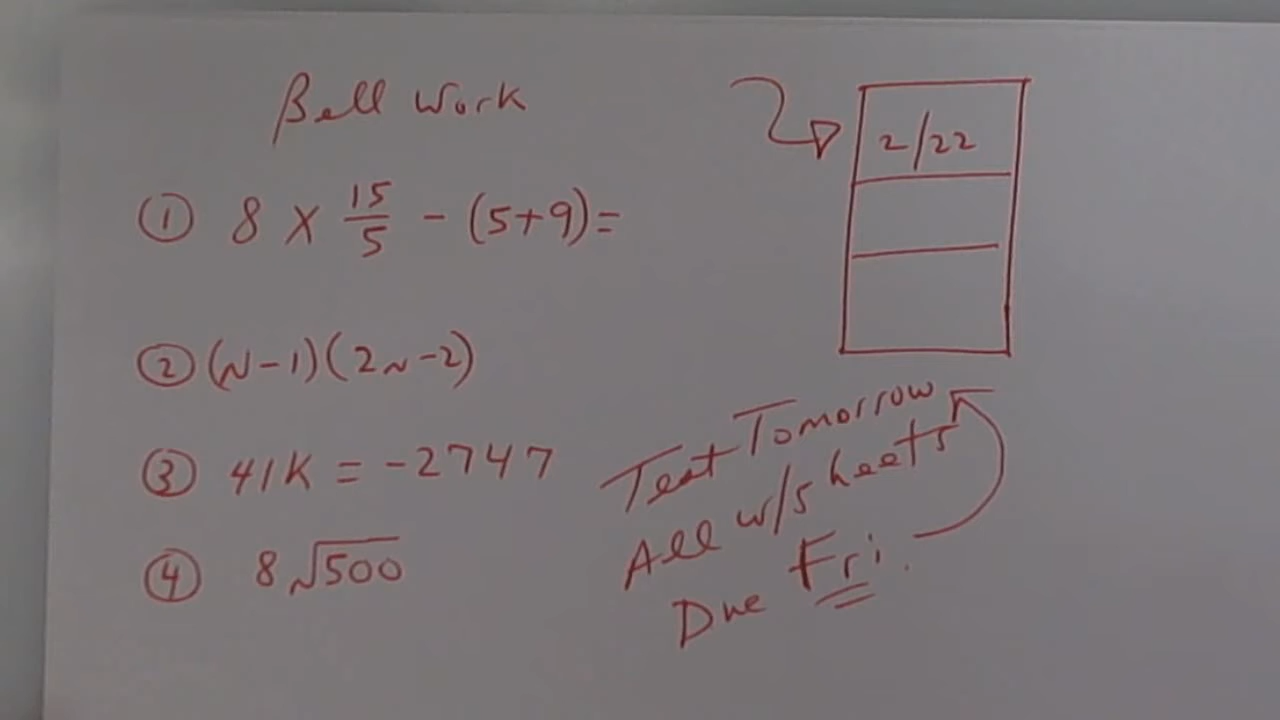 Bell Work
2/22
① 8 × 15/5 - (5+9)=
② (N-1)(2N-2)
③ 41K = -2747
④ 8√500
Test Tomorrow
All w/sheets
Due Fri.